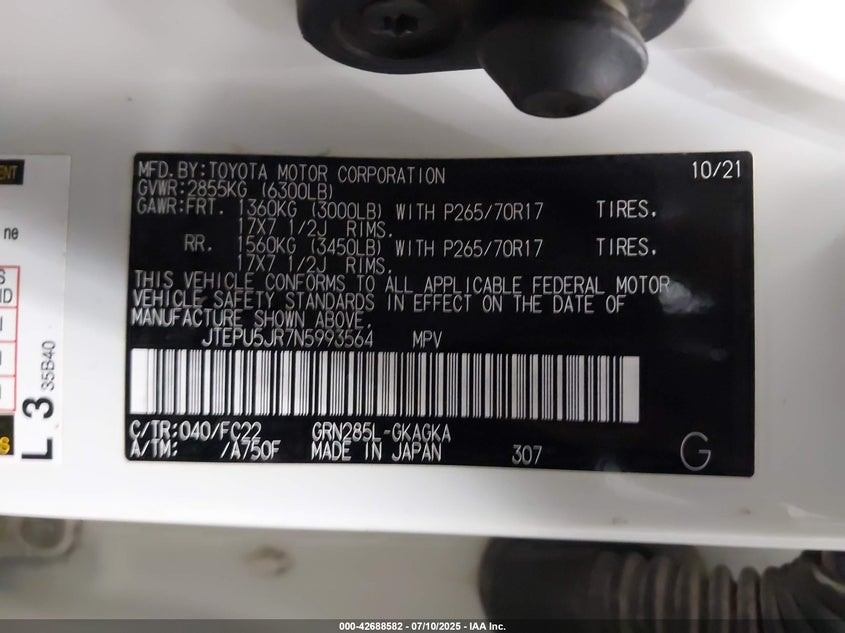 MFD.BY:TOYOTA MOTOR CORPORATION 10/21
GVWR:2855KG (6300LB)
GAWR:FRT. 1360KG (3000LB) WITH P265/70R17 TIRES,
17X7 1/2J RIMS.
RR. 1560KG (3450LB) WITH P265/70R17 TIRES,
17X7 1/2J RIMS.
THIS VEHICLE CONFORMS TO ALL APPLICABLE FEDERAL MOTOR
VEHICLE SAFETY STANDARDS IN EFFECT ON THE DATE OF
MANUFACTURE SHOWN ABOVE.
JTEPU5JR7N5993564 MPV
C/TR:040/FC22 GRN285L-GKAGKA
A/TM: /A750F MADE IN JAPAN 307 G
ENT
ne
S
ID
L 3 35B40
000-42688582 - 07/10/2025 - IAA Inc.